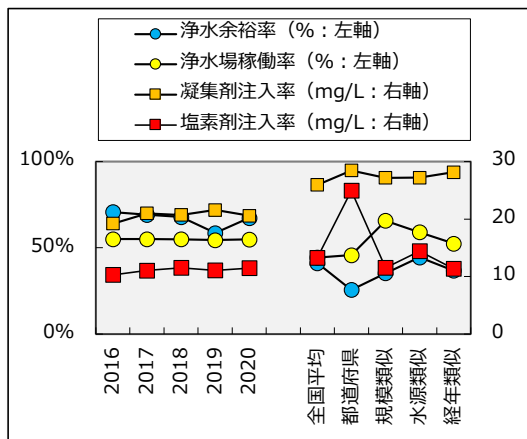 浄水余裕率（%：左軸）
浄水場稼働率（%：左軸）
凝集剤注入率（mg/L：右軸）
塩素剤注入率（mg/L：右軸）
100%
50%
0%
30
20
10
0
2016
2017
2018
2019
2020
全国平均
都道府県
規模類似
水源類似
経年類似